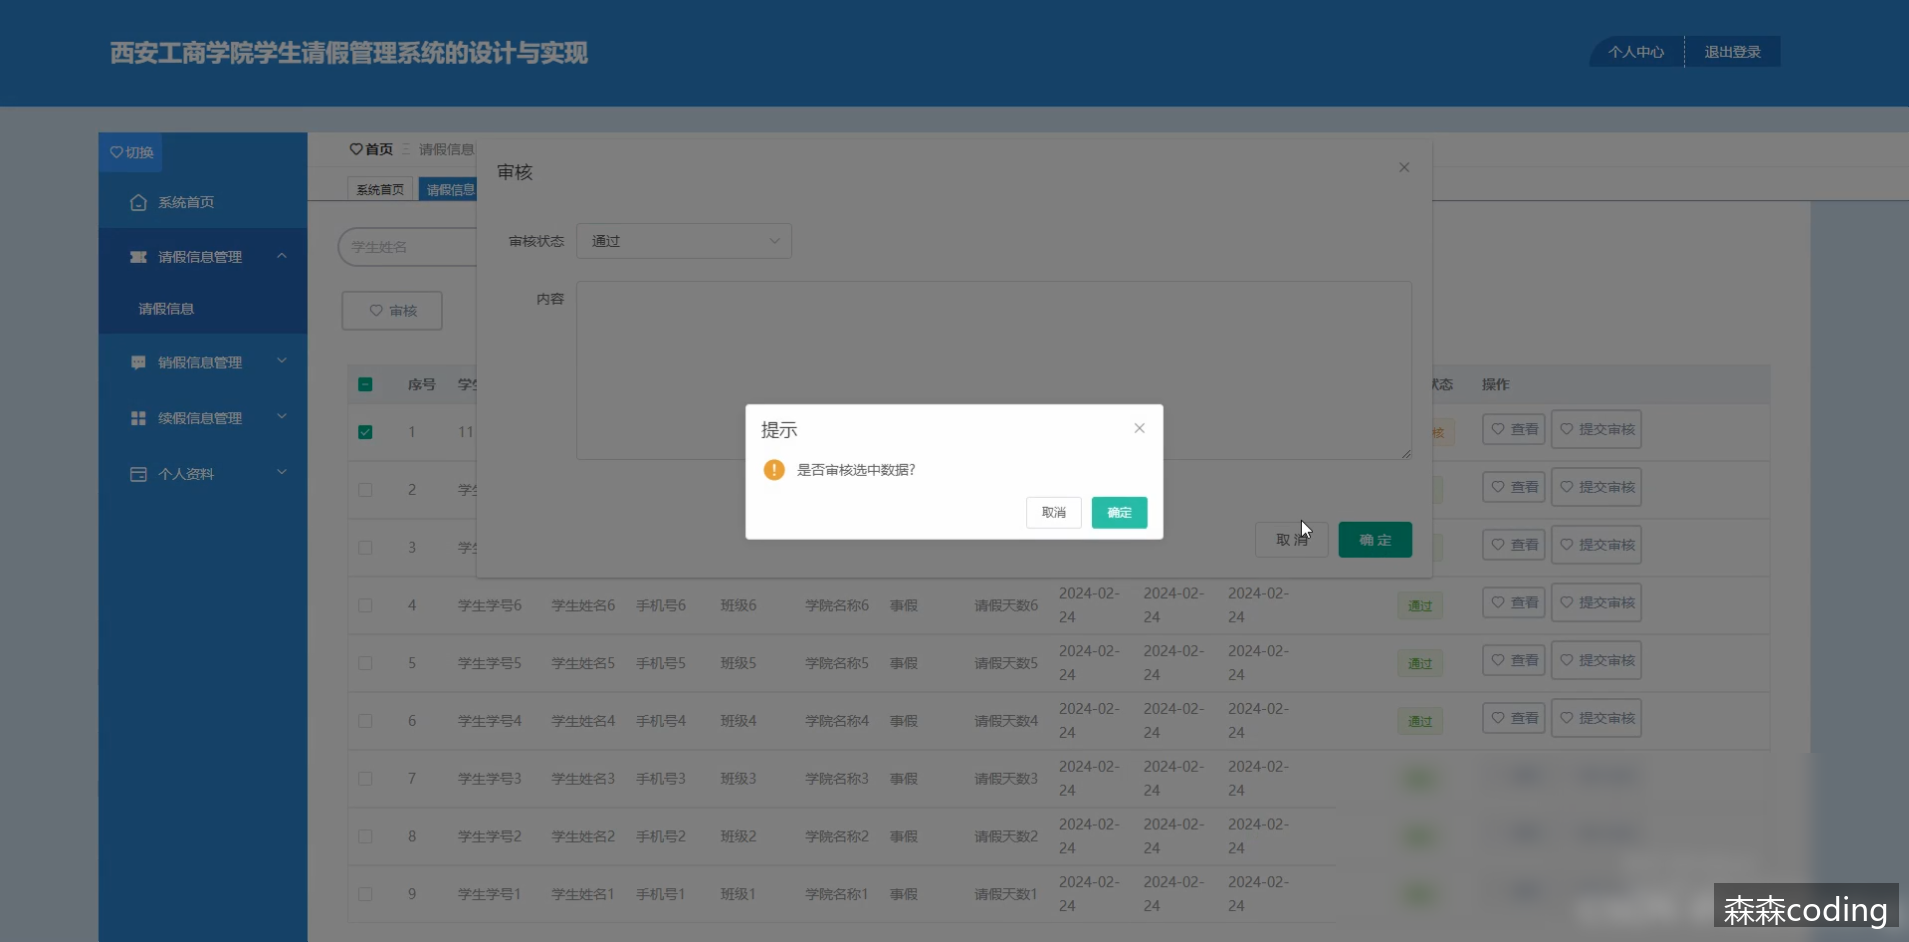 西安工商学院学生请假管理系统的设计与实现
个人中心
退出登录
切换
系统首页
请假信息管理
请假信息
销假信息管理
续假信息管理
个人资料
首页 请假信息
系统首页 请假信息
学生姓名
审核
审核
审核状态 通过
内容
取 消 确 定
提示
是否审核选中数据?
取消 确定
序号 学 状态 操作
1 11 核 查看 提交审核
2 学 查看 提交审核
3 学 查看 提交审核
4 学生学号6 学生姓名6 手机号6 班级6 学院名称6 事假 请假天数6 2024-02-24 2024-02-24 2024-02-24 通过 查看 提交审核
5 学生学号5 学生姓名5 手机号5 班级5 学院名称5 事假 请假天数5 2024-02-24 2024-02-24 2024-02-24 通过 查看 提交审核
6 学生学号4 学生姓名4 手机号4 班级4 学院名称4 事假 请假天数4 2024-02-24 2024-02-24 2024-02-24 通过 查看 提交审核
7 学生学号3 学生姓名3 手机号3 班级3 学院名称3 事假 请假天数3 2024-02-24 2024-02-24 2024-02-24
8 学生学号2 学生姓名2 手机号2 班级2 学院名称2 事假 请假天数2 2024-02-24 2024-02-24 2024-02-24
9 学生学号1 学生姓名1 手机号1 班级1 学院名称1 事假 请假天数1 2024-02-24 2024-02-24 2024-02-24
森森coding